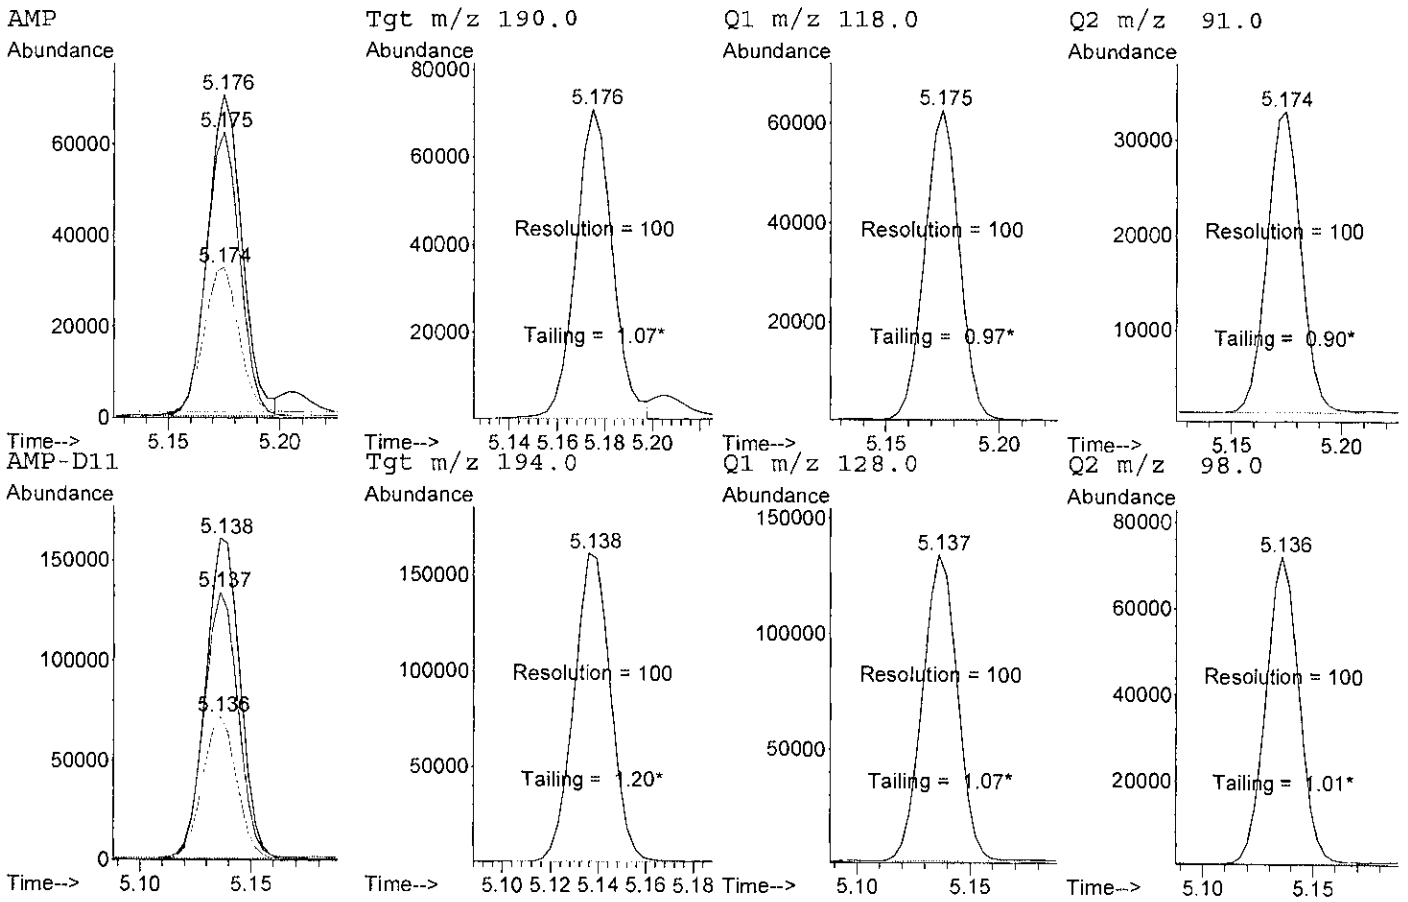 AMP
Abundance
5.176
5.175
5.174
60000
40000
20000
0
5.15 5.20
Time-->
Tgt m/z 190.0
Abundance
80000
5.176
60000
Resolution = 100
40000
Tailing = 1.07*
20000
Time-->
5.14 5.16 5.18 5.20
Q1 m/z 118.0
Abundance
5.175
60000
Resolution = 100
40000
Tailing = 0.97*
20000
Time-->
5.15 5.20
Q2 m/z 91.0
Abundance
5.174
30000
Resolution = 100
20000
Tailing = 0.90*
10000
Time-->
5.15 5.20
AMP-D11
Abundance
5.138
150000
5.137
100000
5.136
50000
0
Time-->
5.10 5.15
Tgt m/z 194.0
Abundance
5.138
150000
Resolution = 100
100000
Tailing = 1.20*
50000
Time-->
5.10 5.12 5.14 5.16 5.18
Q1 m/z 128.0
Abundance
150000
5.137
100000
Resolution = 100
50000
Tailing = 1.07*
Time-->
5.10 5.15
Q2 m/z 98.0
Abundance
80000
5.136
60000
Resolution = 100
40000
Tailing = 1.01*
20000
Time-->
5.10 5.15